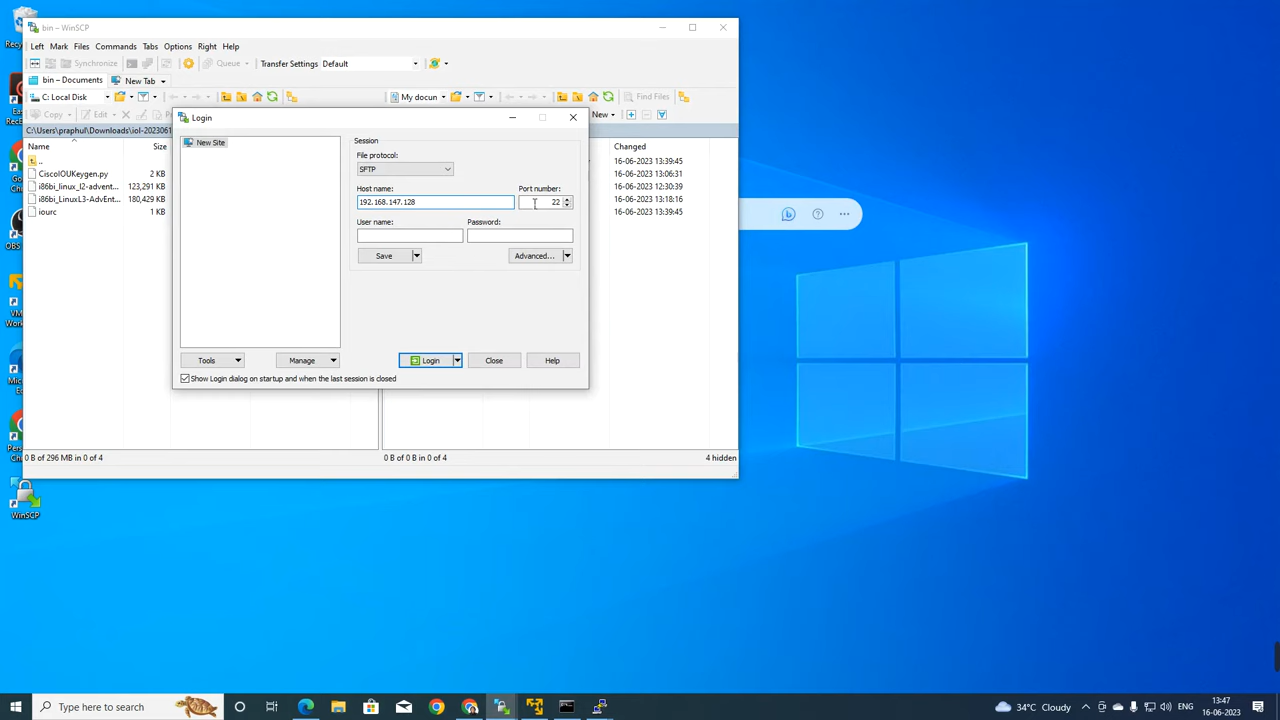 bin – WinSCP
Left Mark Files Commands Tabs Options Right Help
Synchronize Queue Transfer Settings Default
bin – Documents New Tab
C: Local Disk My docun Find Files
Copy Edit New
C:\Users\praphul\Downloads\iol-2023061
Name Size Changed
..
16-06-2023 13:39:45
CiscoIOUKeygen.py 2 KB 16-06-2023 13:06:31
i86bi_linux_l2-advent... 123,291 KB 16-06-2023 12:30:39
i86bi_LinuxL3-AdvEnt... 180,429 KB 16-06-2023 13:18:16
iourc 1 KB 16-06-2023 13:39:45
Login
New Site
Session
File protocol:
SFTP
Host name: Port number:
192.168.147.128 22
User name: Password:
Save Advanced...
Tools Manage Login Close Help
Show Login dialog on startup and when the last session is closed
0 B of 296 MB in 0 of 4 0 B of 0 B in 0 of 4 4 hidden
OBS
WinSCP
Type here to search
34°C Cloudy ENG 13:47
16-06-2023